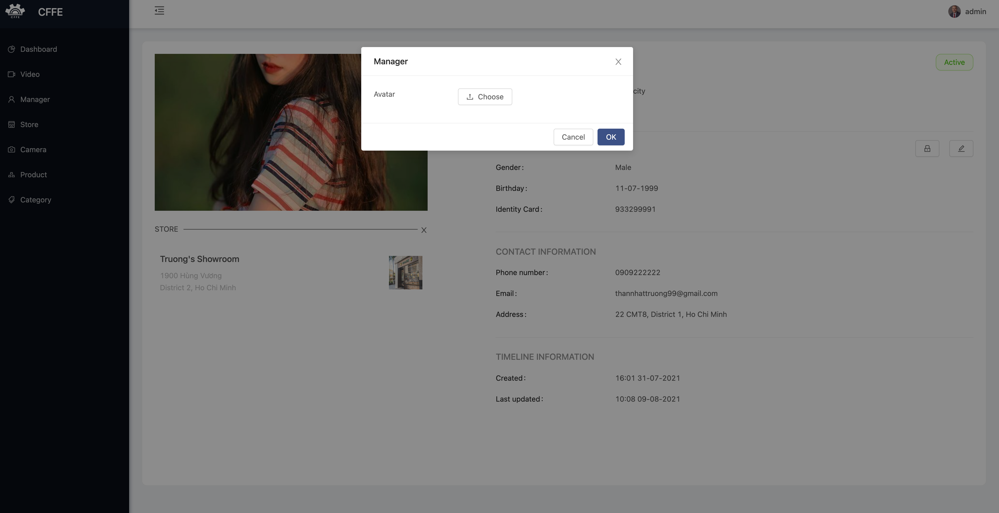 CFFE
CFFE
admin
Dashboard
Video
Manager
Store
Camera
Product
Category
Manager
Avatar
Choose
Cancel
OK
Active
city
Gender:
Male
Birthday:
11-07-1999
Identity Card:
933299991
STORE
Truong's Showroom
1900 Hùng Vương
District 2, Ho Chi Minh
CONTACT INFORMATION
Phone number:
0909222222
Email:
thannhattruong99@gmail.com
Address:
22 CMT8, District 1, Ho Chi Minh
TIMELINE INFORMATION
Created:
16:01 31-07-2021
Last updated:
10:08 09-08-2021